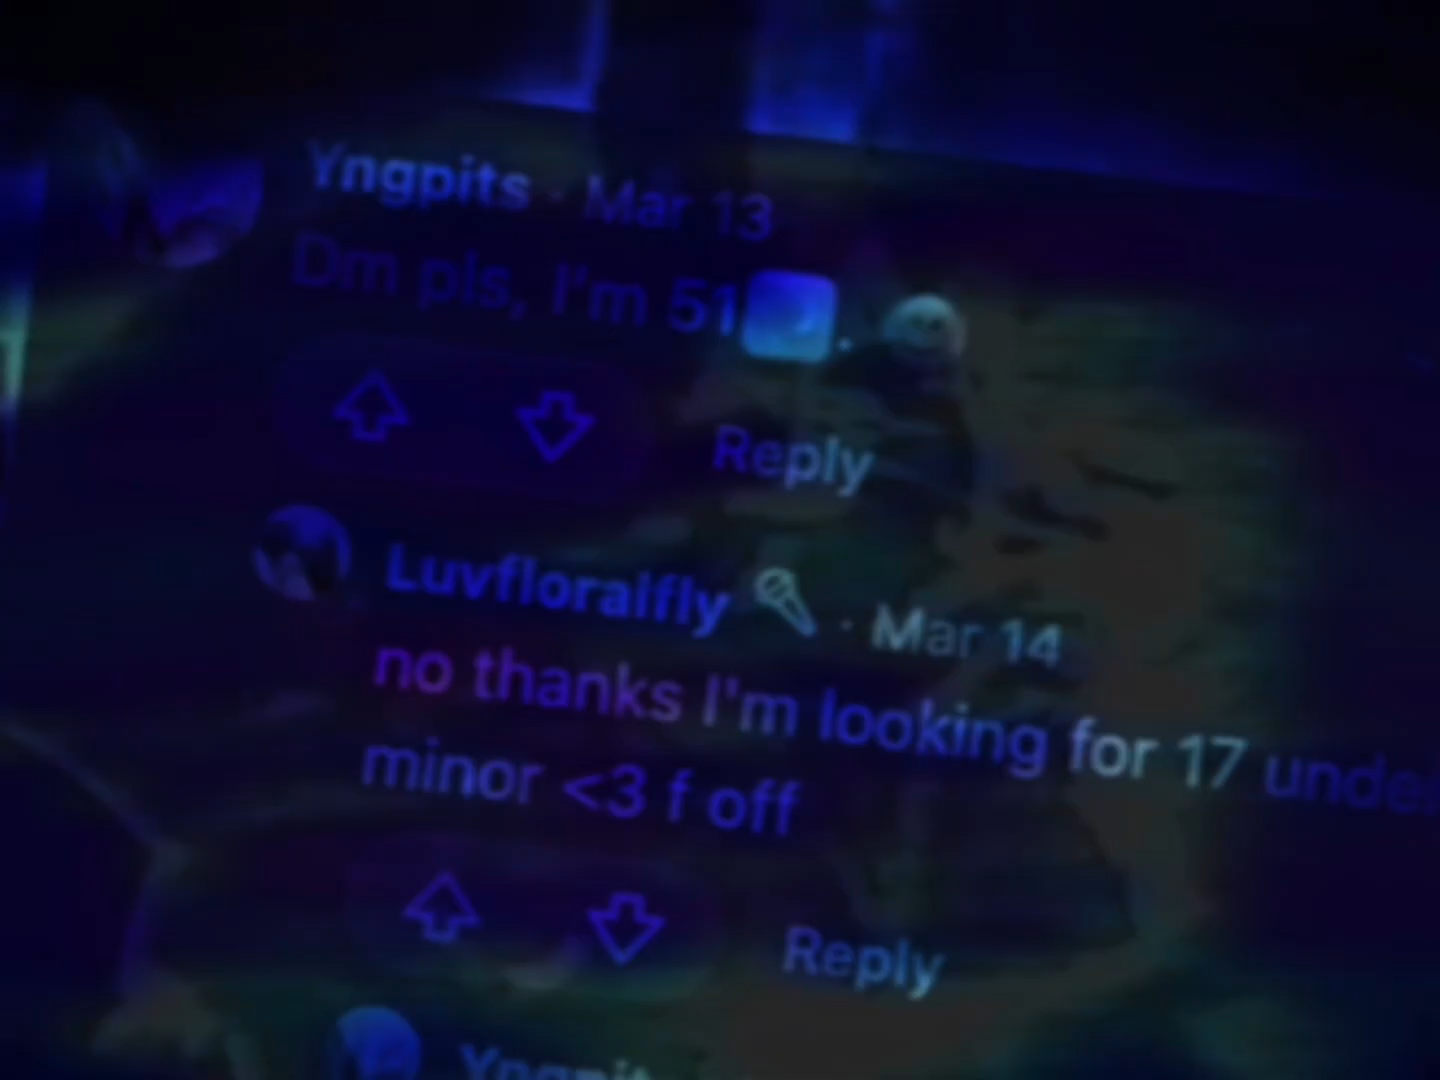 Yngpits · Mar 13
Dm pls, I'm 51
Reply
Luvfloralfly · Mar 14
no thanks I'm looking for 17 under
minor <3 f off
Reply